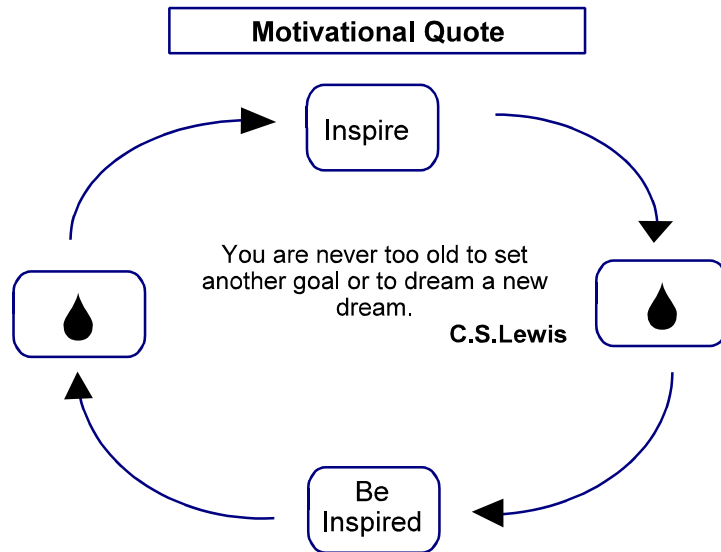 Motivational Quote
Inspire
You are never too old to set
another goal or to dream a new
dream.
C.S.Lewis
Be
Inspired